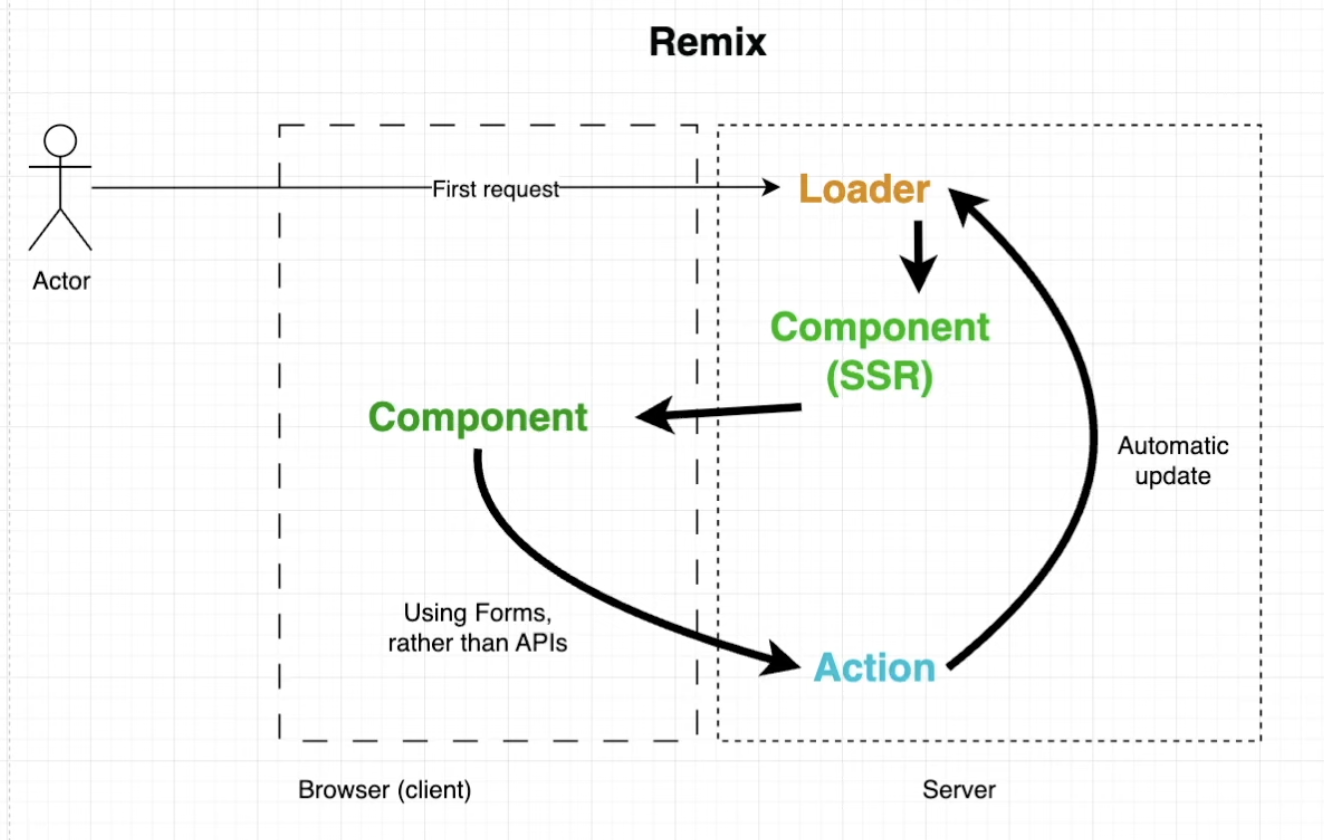 Remix
First request
Loader
Actor
Component
(SSR)
Component
Automatic
update
Using Forms,
rather than APIs
Action
Browser (client)
Server